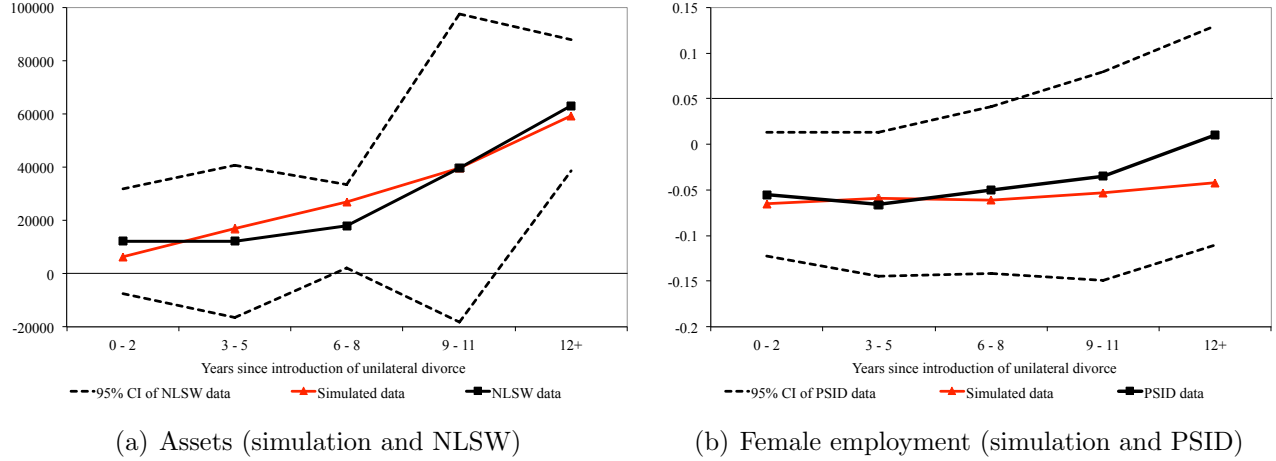 100000
80000
60000
40000
20000
0
-20000
0 - 2 3 - 5 6 - 8 9 - 11 12+
Years since introduction of unilateral divorce
95% CI of NLSW data Simulated data NLSW data
(a) Assets (simulation and NLSW)
0.15
0.1
0.05
0
-0.05
-0.1
-0.15
-0.2
0 - 2 3 - 5 6 - 8 9 - 11 12+
Years since introduction of unilateral divorce
95% CI of PSID data Simulated data PSID data
(b) Female employment (simulation and PSID)